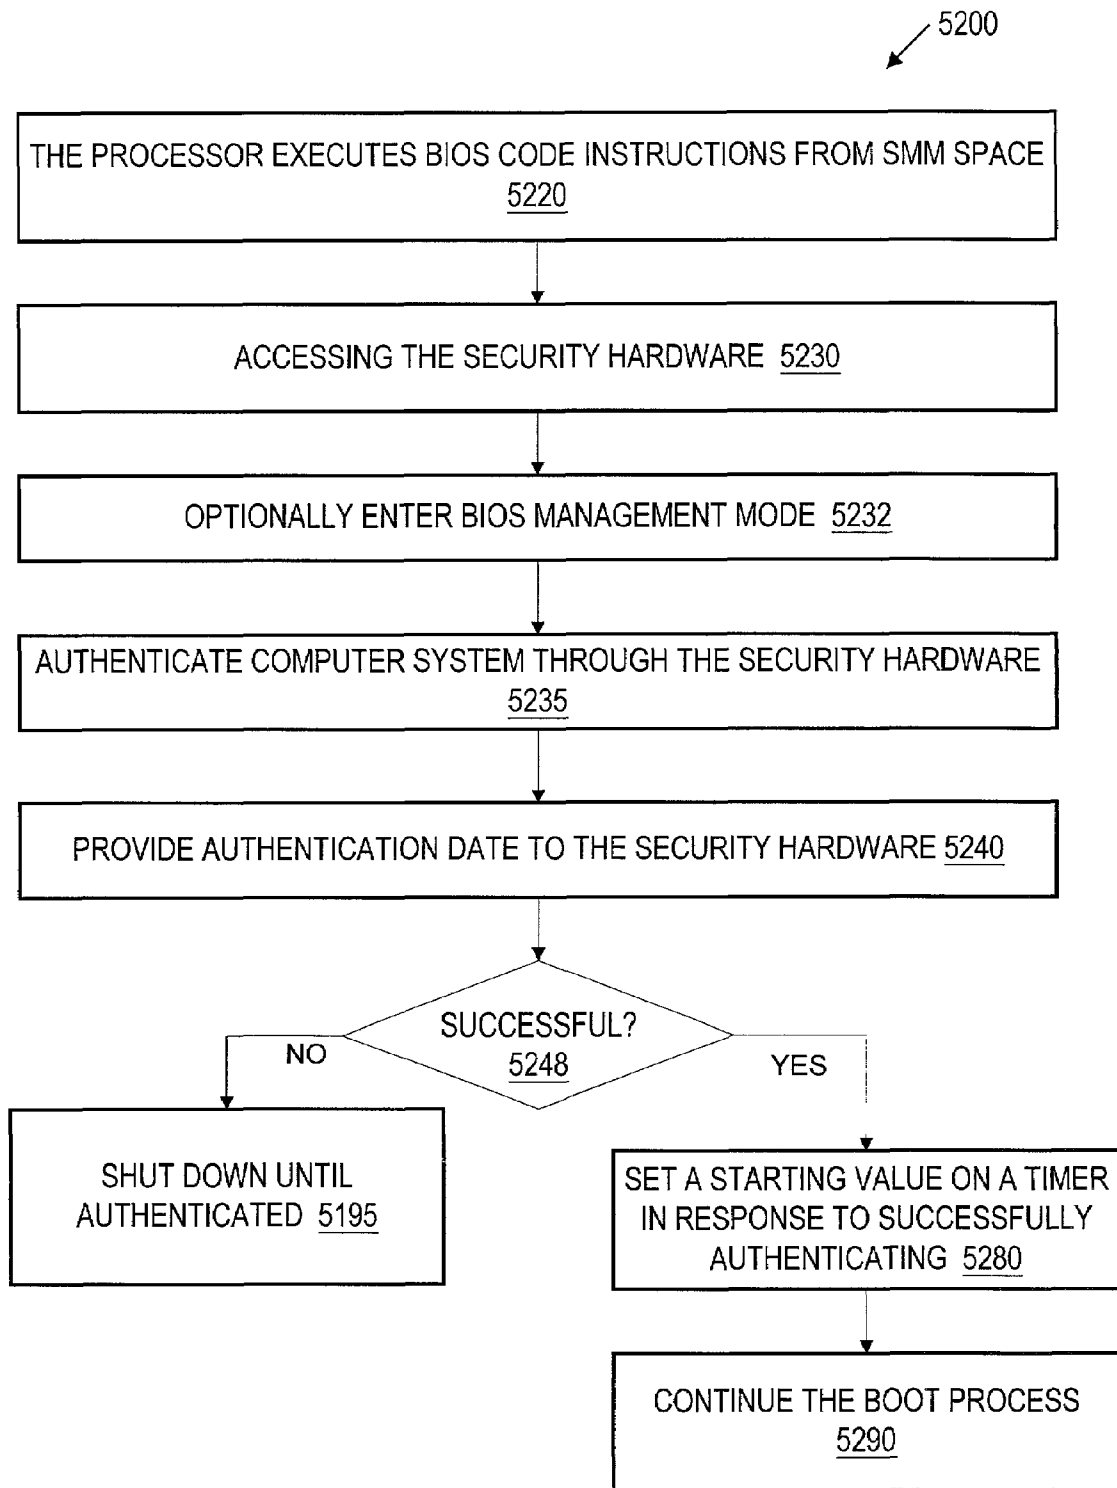 5200
THE PROCESSOR EXECUTES BIOS CODE INSTRUCTIONS FROM SMM SPACE
5220
ACCESSING THE SECURITY HARDWARE 5230
OPTIONALLY ENTER BIOS MANAGEMENT MODE 5232
AUTHENTICATE COMPUTER SYSTEM THROUGH THE SECURITY HARDWARE
5235
PROVIDE AUTHENTICATION DATE TO THE SECURITY HARDWARE 5240
SUCCESSFUL?
5248
NO
YES
SHUT DOWN UNTIL
AUTHENTICATED 5195
SET A STARTING VALUE ON A TIMER
IN RESPONSE TO SUCCESSFULLY
AUTHENTICATING 5280
CONTINUE THE BOOT PROCESS
5290